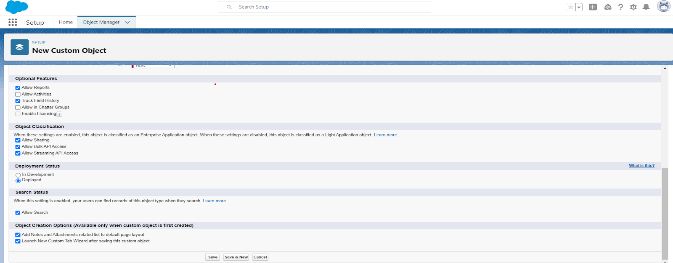 Search Setup
Setup
Home
Object Manager
SETUP
New Custom Object
Optional Features
Allow Reports
Allow Activities
Track Field History
Allow in Chatter Groups
Enable Licensing
Object Classification
When these settings are enabled, this object is classified as an Enterprise Application object. When these settings are disabled, this object is classified as a Light Application object. Learn more
Allow Sharing
Allow Bulk API Access
Allow Streaming API Access
Deployment Status
What is this?
In Development
Deployed
Search Status
When this setting is enabled, your users can find records of this object type when they search. Learn more
Allow Search
Object Creation Options (Available only when custom object is first created)
Add Notes and Attachments related list to default page layout
Launch New Custom Tab Wizard after saving this custom object
Save
Save & New
Cancel